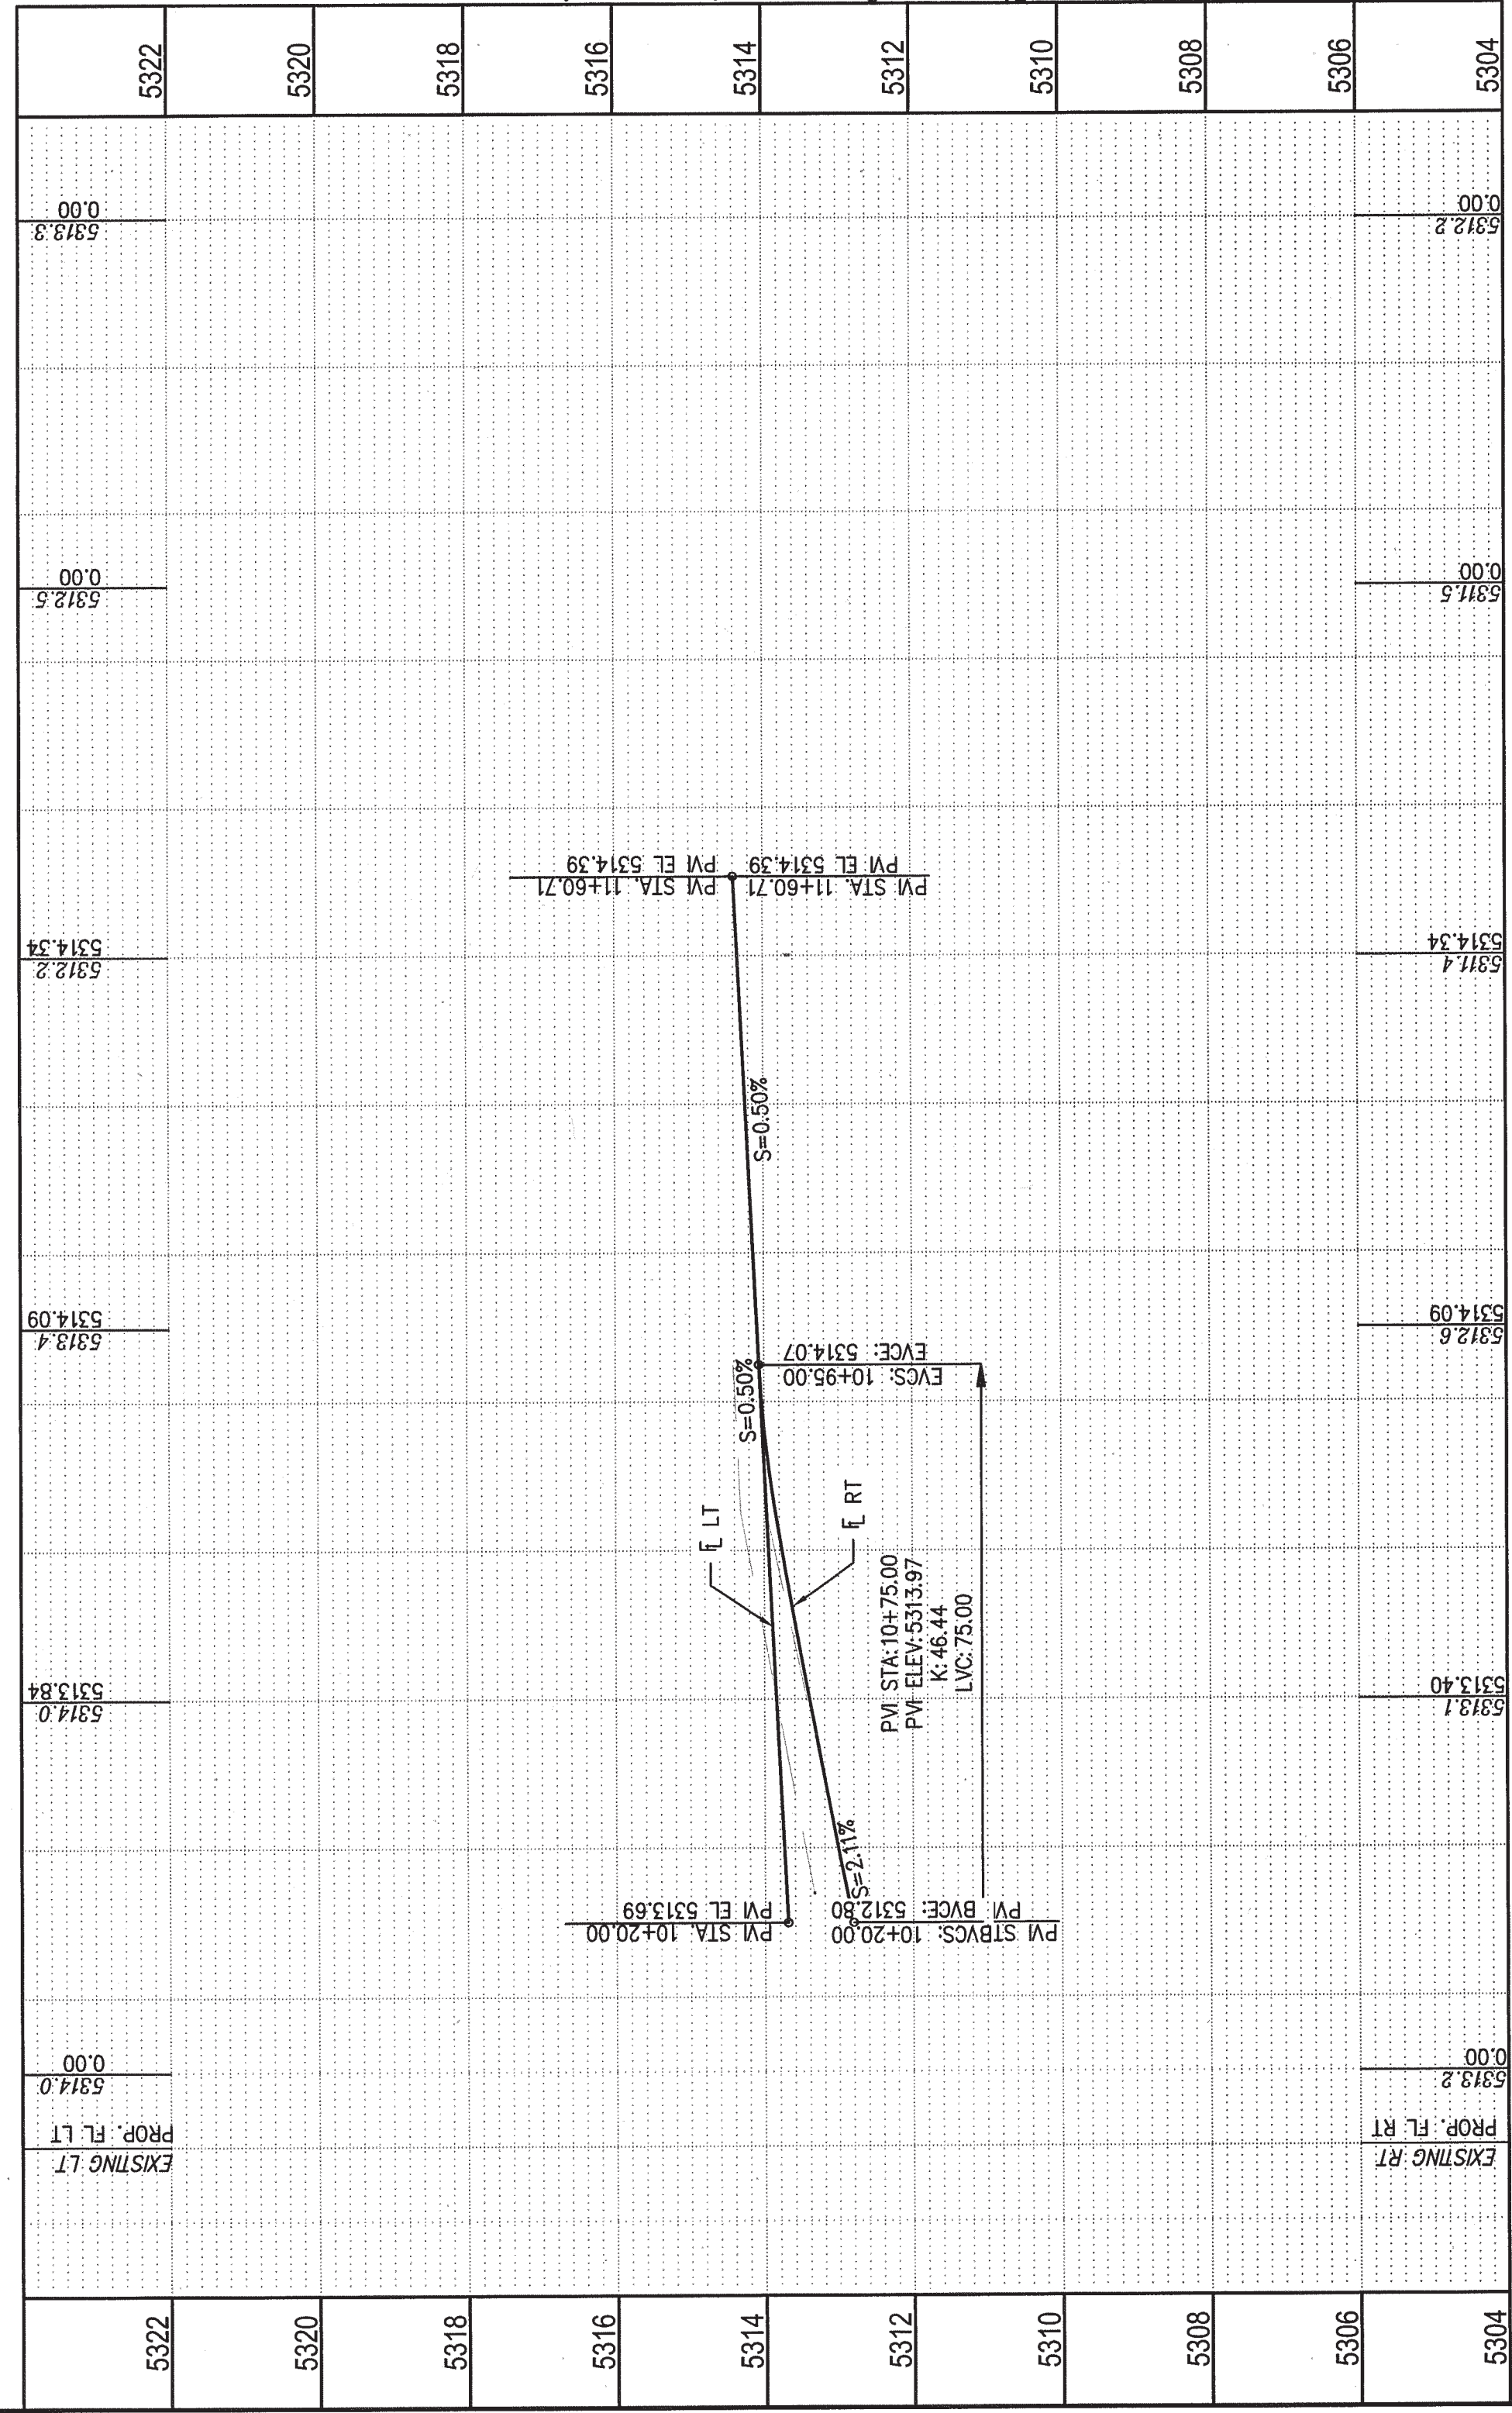 5322
5320
5318
5316
5314
5312
5310
5308
5306
5304
EXISTING LT
PROP. FL LT
5314.0
0.00
5314.0
5313.84
5313.4
5314.09
5312.2
5314.34
5312.5
0.00
5313.3
0.00
PVI STA. 10+20.00
PVI EL 5313.69
PVI STBVCS: 10+20.00
PVI BVCE: 5312.80
S=2.11%
FL LT
FL RT
PVI STA:10+75.00
PVI ELEV:5313.97
K:46.44
LVC:75.00
S=0.50%
EVCS: 10+95.00
EVCE: 5314.07
S=0.50%
PVI STA. 11+60.71
PVI EL 5314.39
PVI STA. 11+60.71
PVI EL 5314.39
EXISTING RT
PROP. FL RT
5313.2
0.00
5313.1
5313.40
5312.6
5314.09
5311.4
5314.34
5311.5
0.00
5312.2
0.00
5322
5320
5318
5316
5314
5312
5310
5308
5306
5304